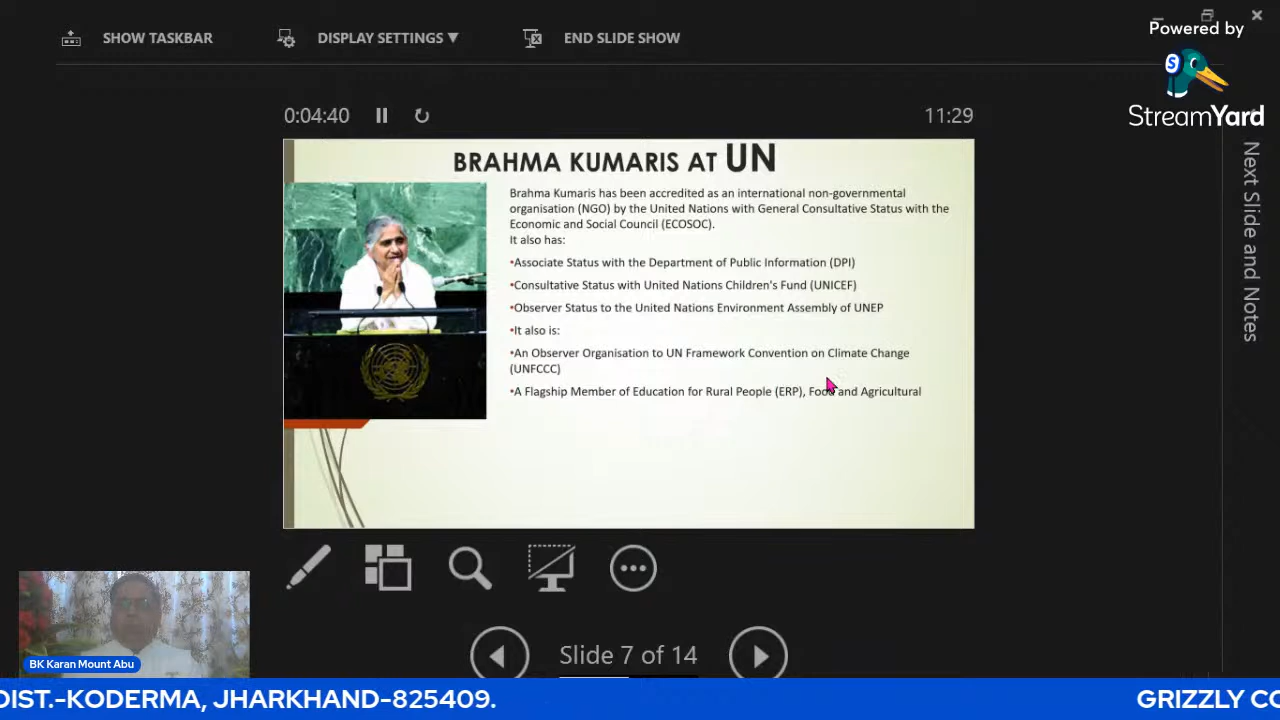 SHOW TASKBAR
DISPLAY SETTINGS ▼
END SLIDE SHOW
Powered by
S
StreamYard
0:04:40
11:29
BRAHMA KUMARIS AT UN
Brahma Kumaris has been accredited as an international non-governmental
organisation (NGO) by the United Nations with General Consultative Status with the
Economic and Social Council (ECOSOC).
It also has:
•Associate Status with the Department of Public Information (DPI)
•Consultative Status with United Nations Children's Fund (UNICEF)
•Observer Status to the United Nations Environment Assembly of UNEP
•It also is:
•An Observer Organisation to UN Framework Convention on Climate Change
(UNFCCC)
•A Flagship Member of Education for Rural People (ERP), Food and Agricultural
Next Slide and Notes
Slide 7 of 14
BK Karan Mount Abu
DIST.-KODERMA, JHARKHAND-825409.
GRIZZLY CO